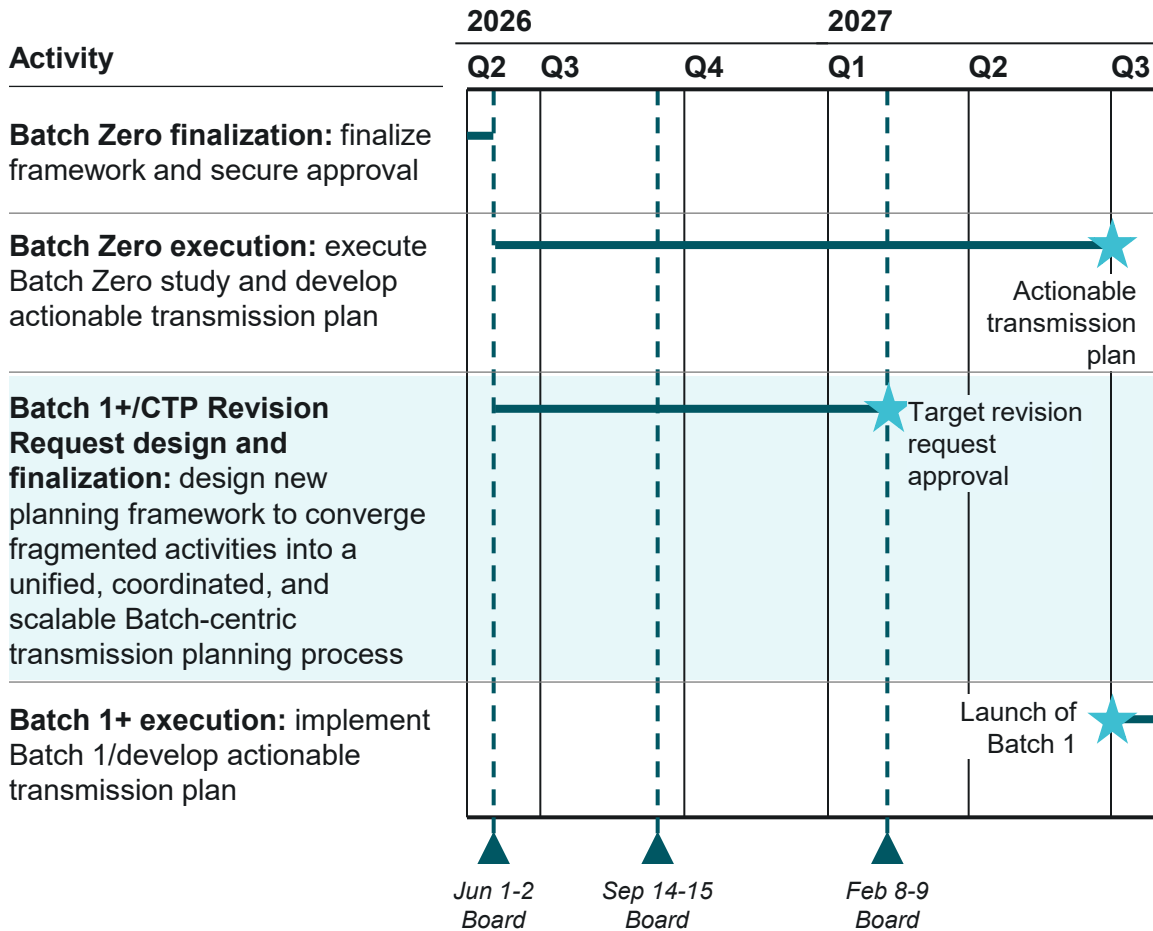 2026
2027
Activity
Q2
Q3
Q4
Q1
Q2
Q3
Batch Zero finalization: finalize
framework and secure approval
Batch Zero execution: execute
Batch Zero study and develop
actionable transmission plan
Actionable
transmission
plan
Batch 1+/CTP Revision
Request design and
finalization: design new
planning framework to converge
fragmented activities into a
unified, coordinated, and
scalable Batch-centric
transmission planning process
Target revision
request
approval
Batch 1+ execution: implement
Batch 1/develop actionable
transmission plan
Launch of
Batch 1
Jun 1-2
Board
Sep 14-15
Board
Feb 8-9
Board